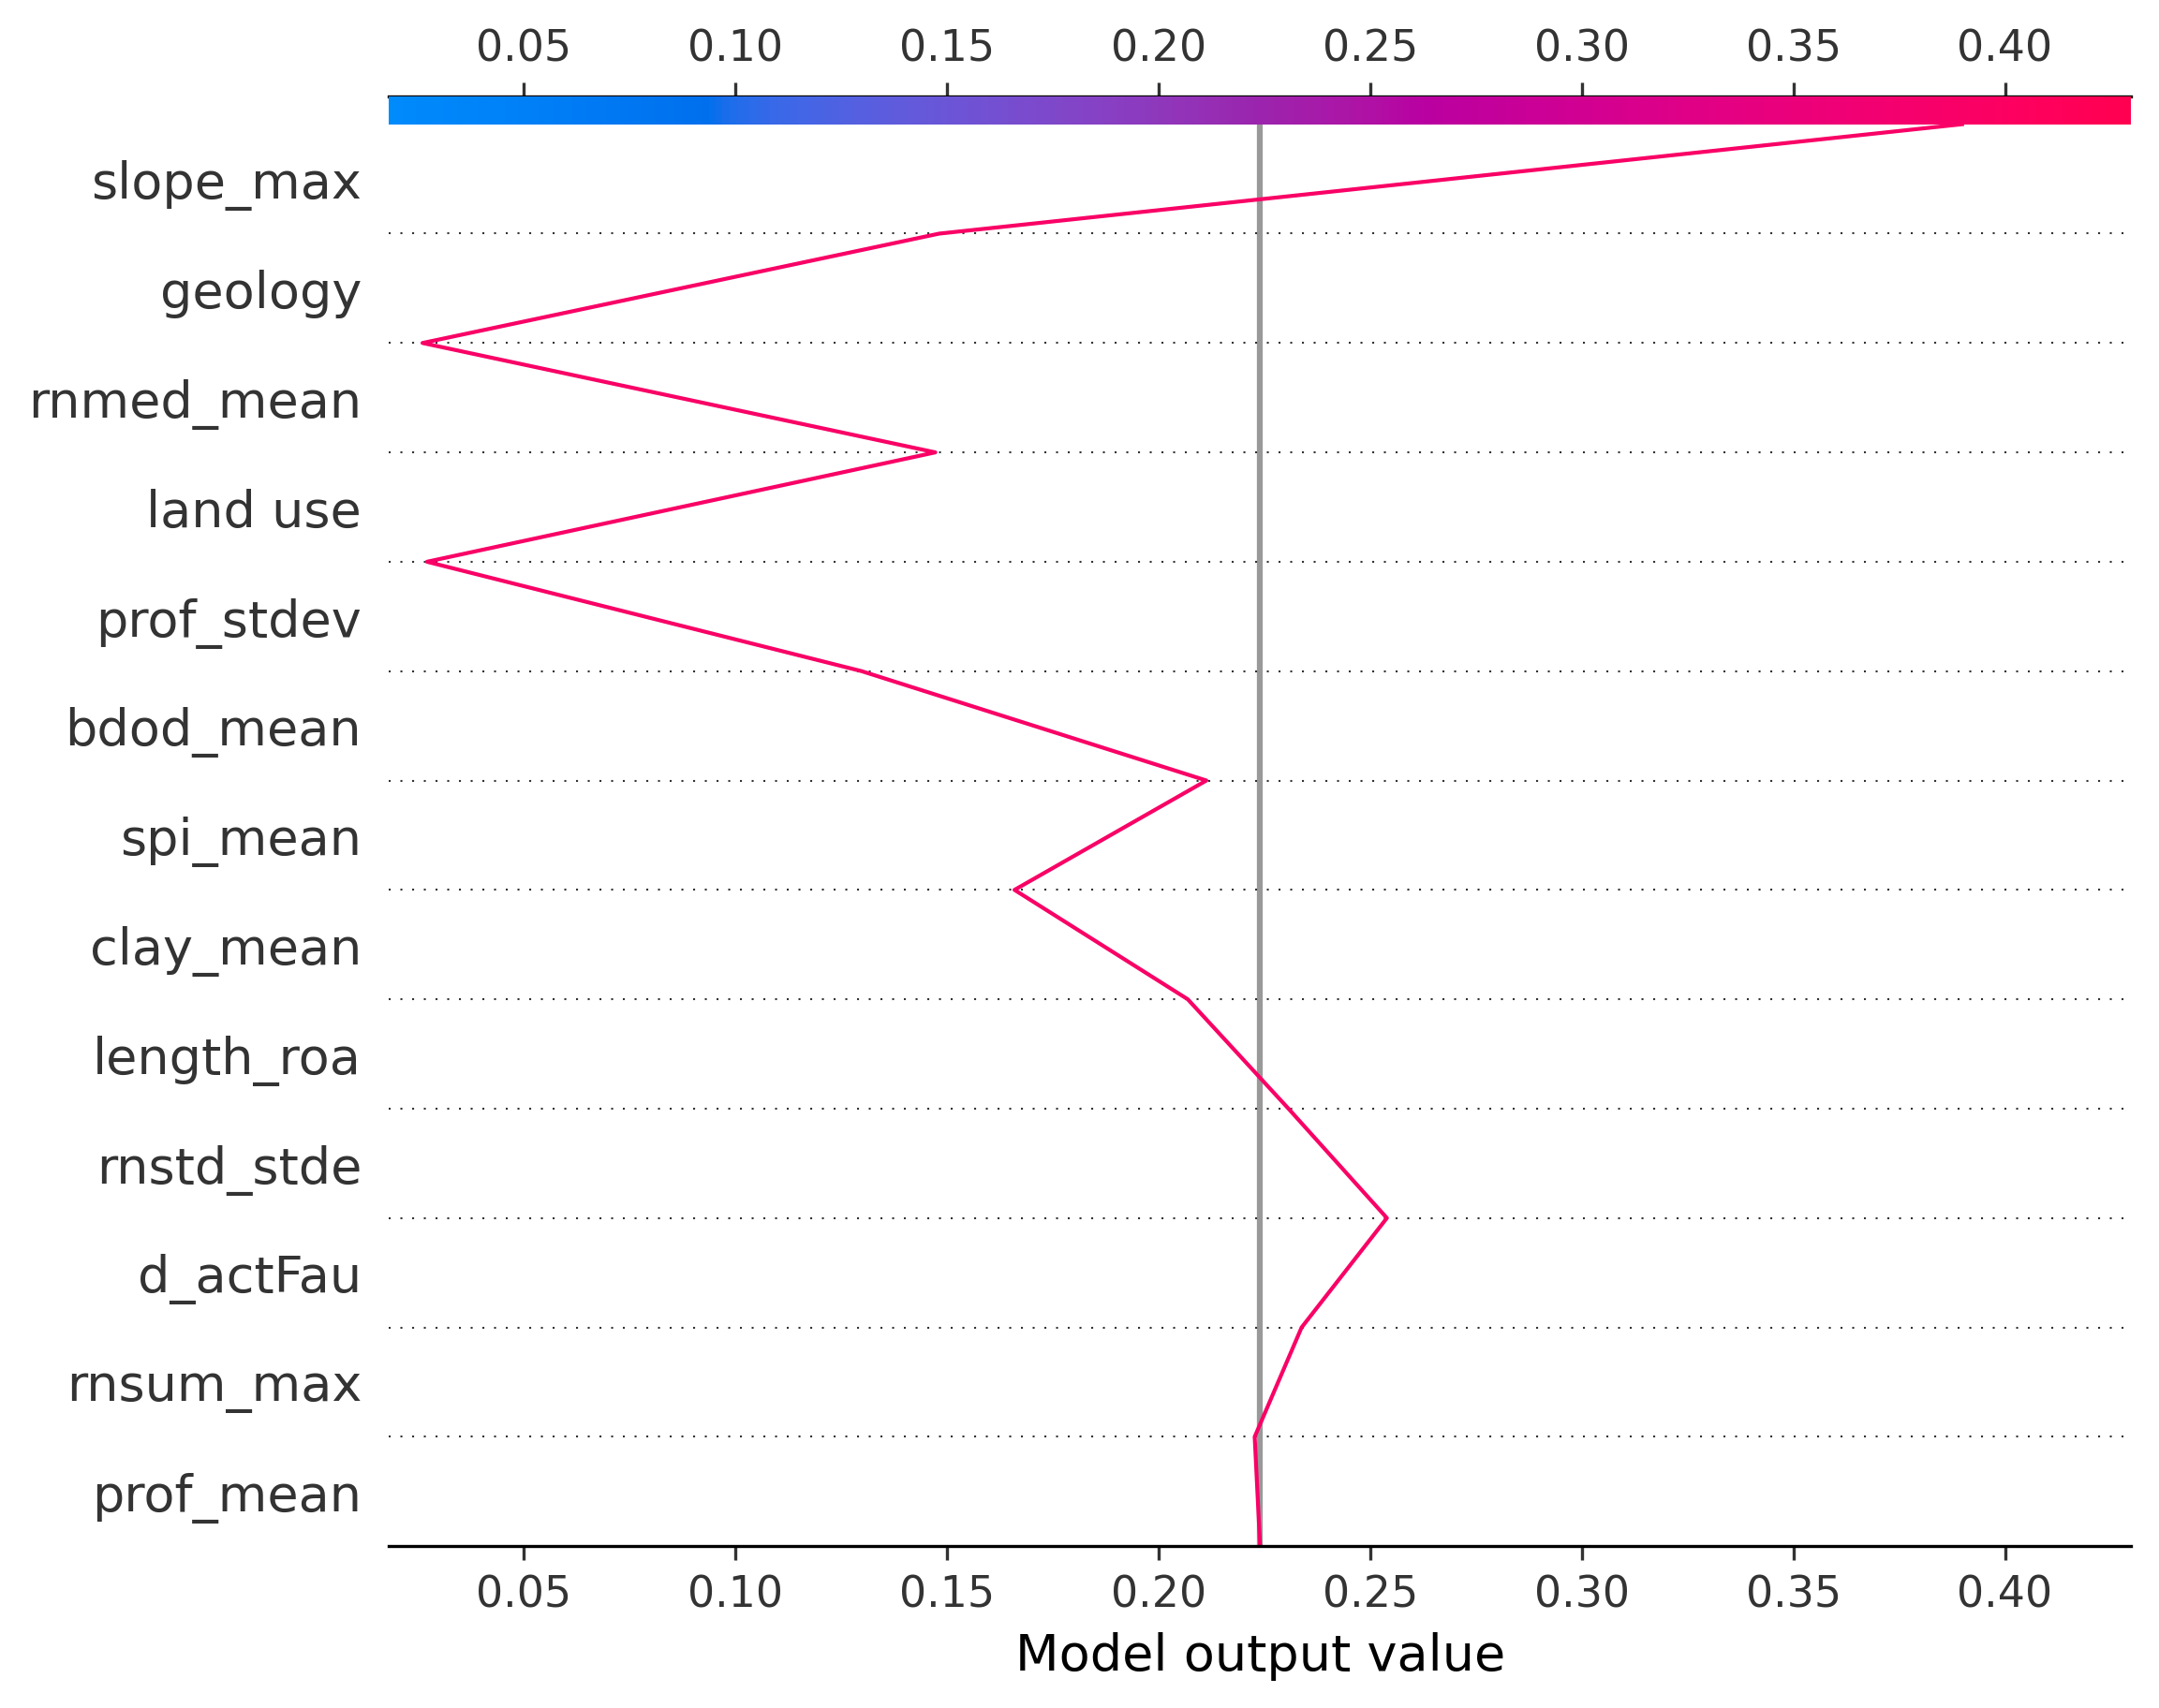 0.05 0.10 0.15 0.20 0.25 0.30 0.35 0.40
slope_max
geology
rnmed_mean
land use
prof_stdev
bdod_mean
spi_mean
clay_mean
length_roa
rnstd_stde
d_actFau
rnsum_max
prof_mean
0.05 0.10 0.15 0.20 0.25 0.30 0.35 0.40
Model output value